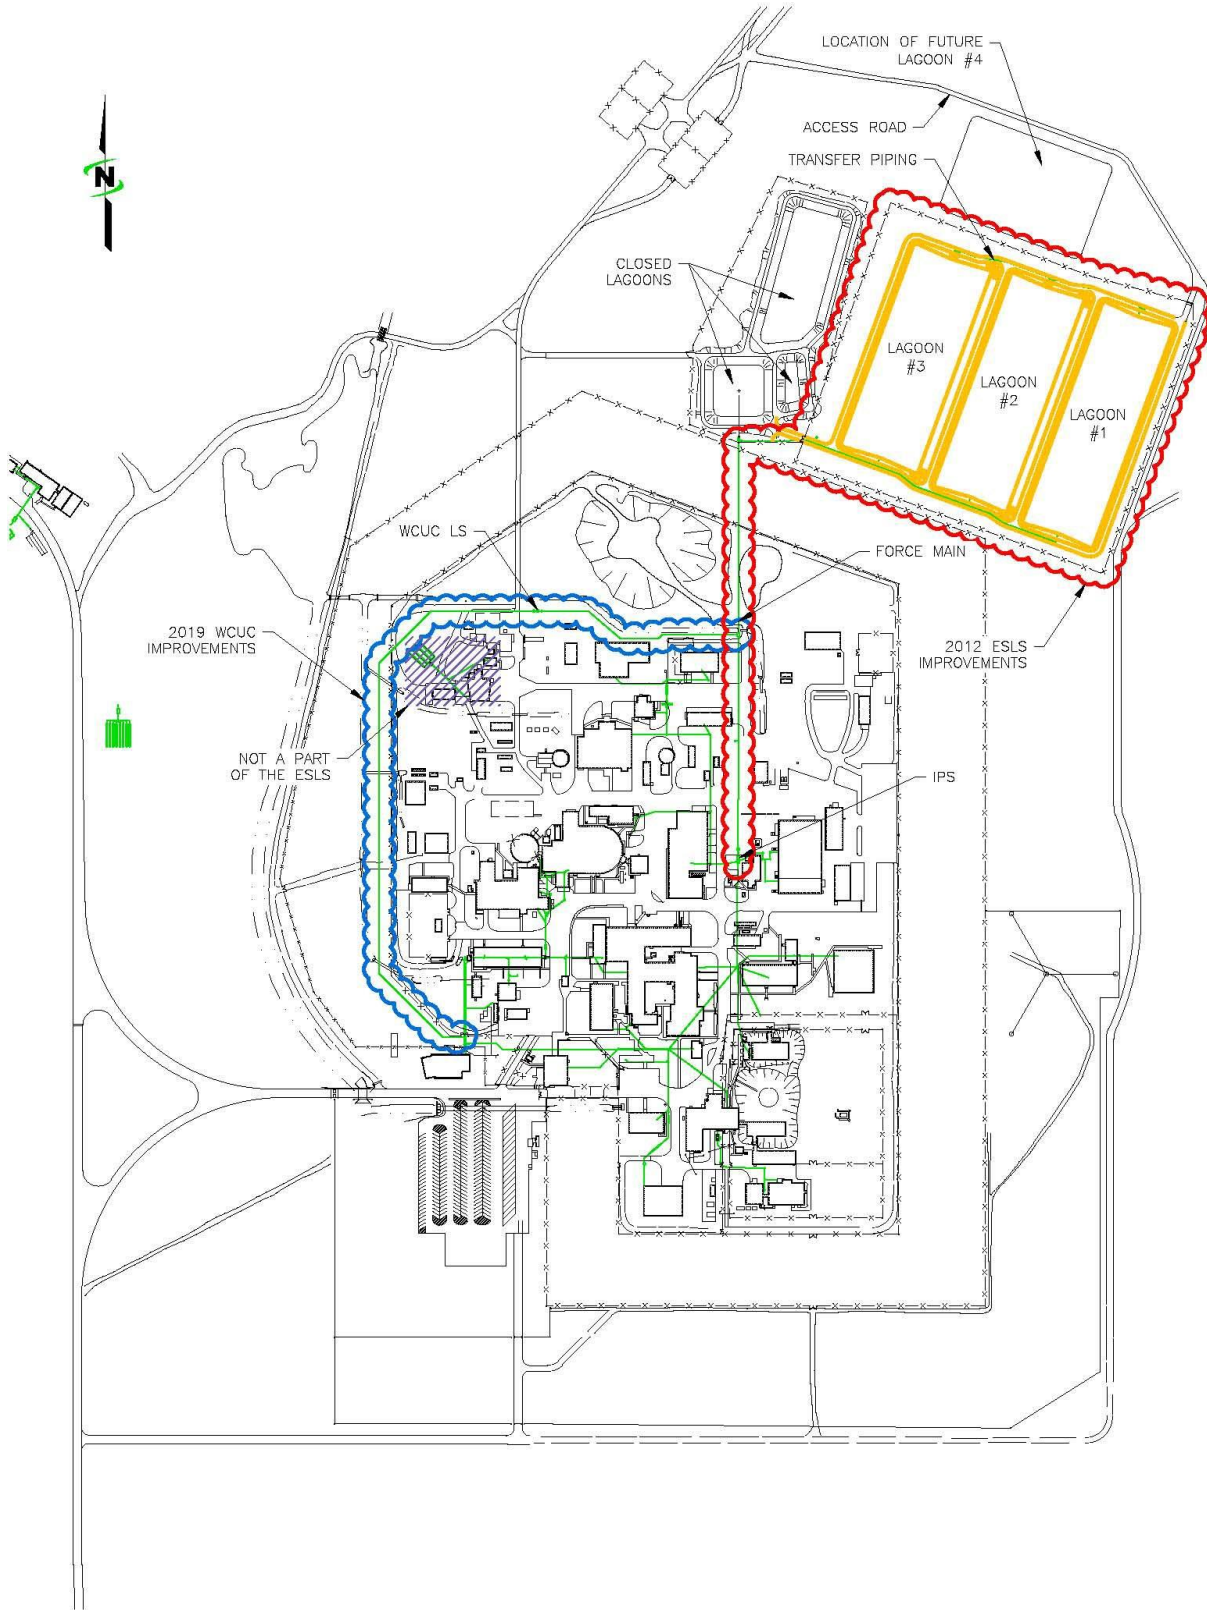 LOCATION OF FUTURE
LAGOON #4
ACCESS ROAD
TRANSFER PIPING
N
CLOSED
LAGOONS
LAGOON
#3
LAGOON
#2
LAGOON
#1
WCUC LS
FORCE MAIN
2019 WCUC
IMPROVEMENTS
2012 ESLS
IMPROVEMENTS
NOT A PART
OF THE ESLS
IPS